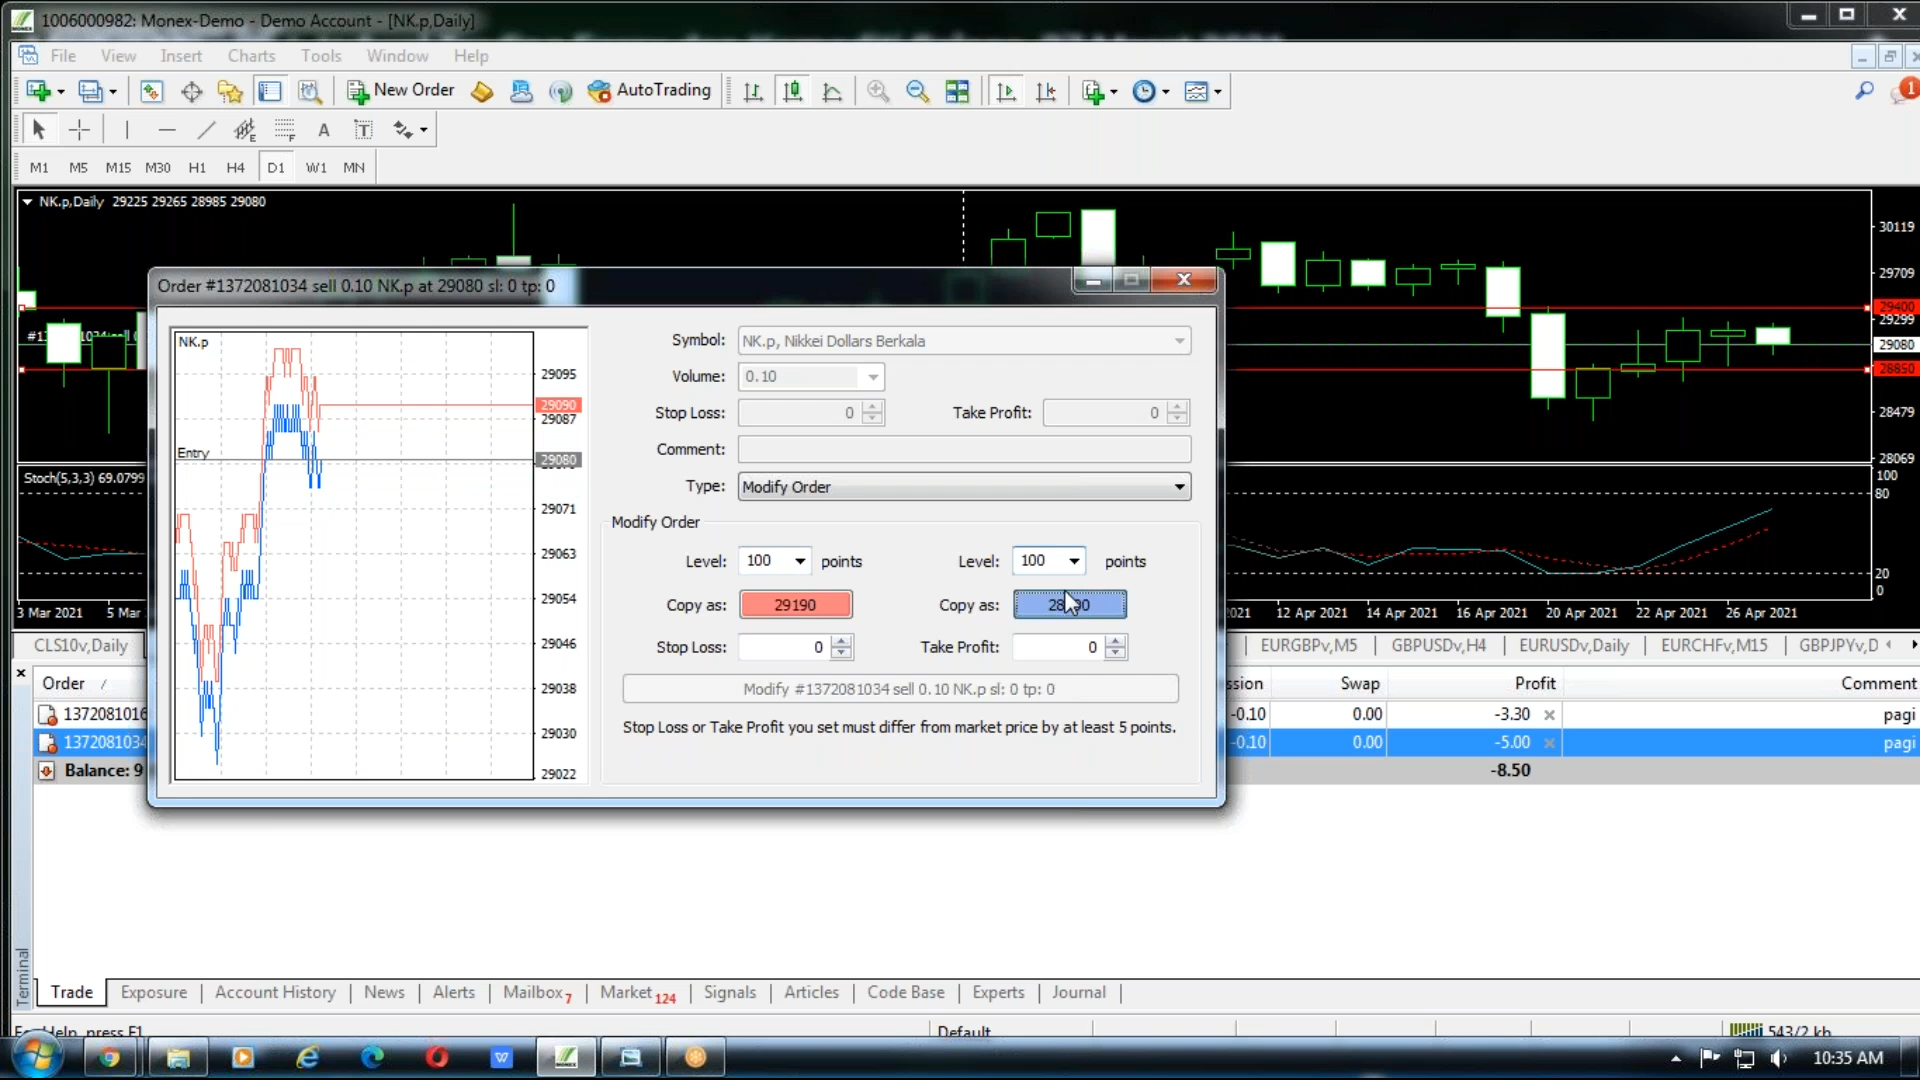 1006000982: Monex-Demo - Demo Account - [NK.p,Daily]
File View Insert Charts Tools Window Help
New Order AutoTrading 1
A T
M1 M5 M15 M30 H1 H4 D1 W1 MN
NK.p,Daily 29225 29265 28985 29080
30119
29709
29400
29299
29080
28850
28479
28069
Stoch(5,3,3) 69.0799
100
80
20
0
3 Mar 2021 5 Mar
12 Apr 2021 14 Apr 2021 16 Apr 2021 20 Apr 2021 22 Apr 2021 26 Apr 2021
Order #1372081034 sell 0.10 NK.p at 29080 sl: 0 tp: 0
NK.p
Entry
29095
29090
29087
29080
29071
29063
29054
29046
29038
29030
29022
Symbol: NK.p, Nikkei Dollars Berkala
Volume: 0.10
Stop Loss: 0 Take Profit: 0
Comment:
Type: Modify Order
Modify Order
Level: 100 points Level: 100 points
Copy as: 29190 Copy as:
Stop Loss: 0 Take Profit: 0
Modify #1372081034 sell 0.10 NK.p sl: 0 tp: 0
Stop Loss or Take Profit you set must differ from market price by at least 5 points.
CLS10v,Daily EURGBPv,M5 GBPUSDv,H4 EURUSDv,Daily EURCHFv,M15 GBPJPYv,D
Order / Swap Profit Comment
1372081016 -0.10 0.00 -3.30 pagi
1372081034 -0.10 0.00 -5.00 pagi
Balance: 9 -8.50
Terminal
Trade Exposure Account History News Alerts Mailbox 7 Market 124 Signals Articles Code Base Experts Journal
Help, press F1 Default 543/2 kb
10:35 AM